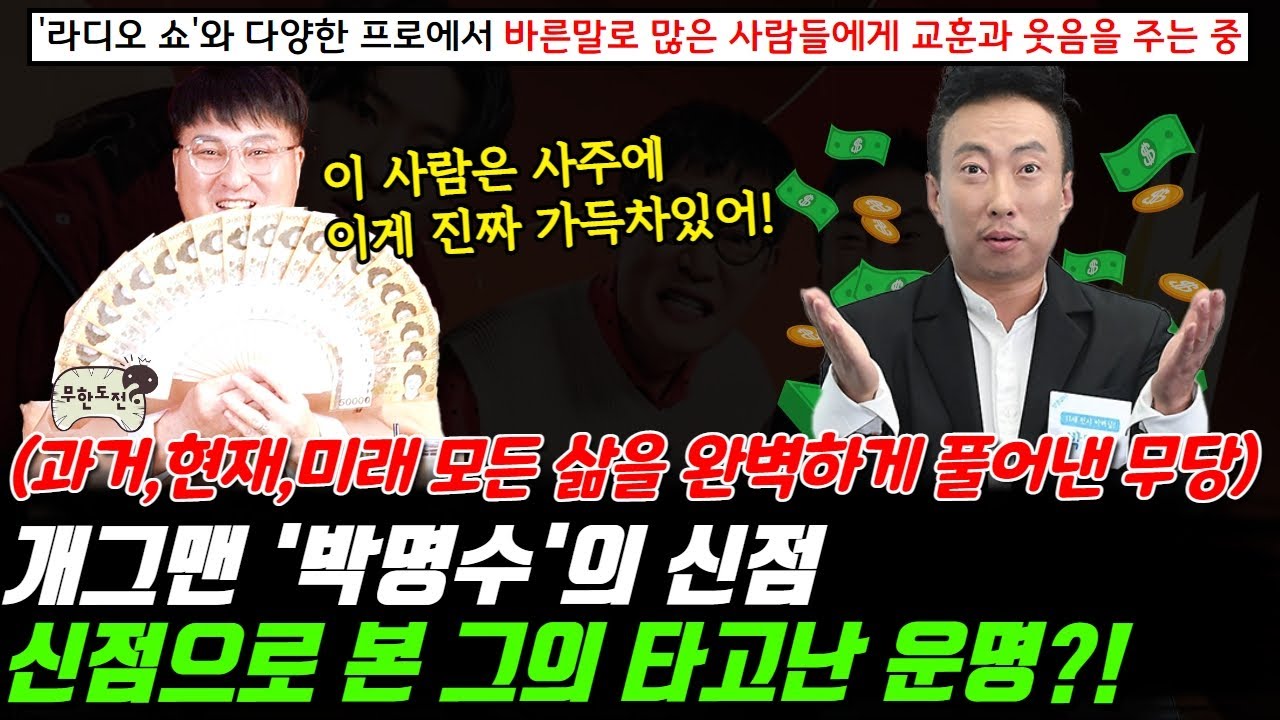 '라디오 쇼'와 다양한 프로에서 바른말로 많은 사람들에게 교훈과 웃음을 주는 중
이 사람은 사주에
이게 진짜 가득차있어!
무한도전
50000
(과거,현재,미래 모든 삶을 완벽하게 풀어낸 무당)
개그맨 '박명수'의 신점
신점으로 본 그의 타고난 운명?!